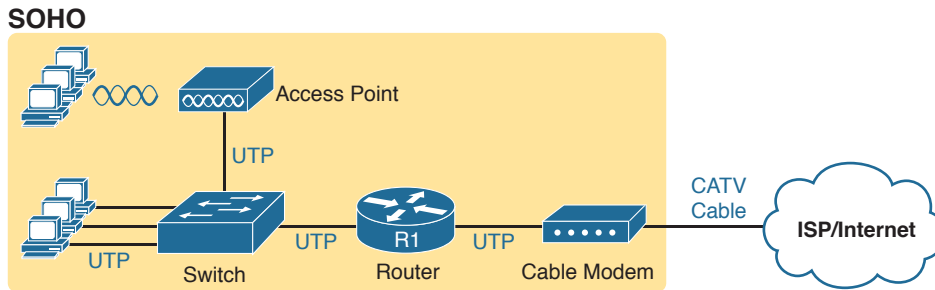 SOHO
Access Point
UTP
UTP
Switch
UTP
R1
Router
UTP
Cable Modem
CATV
Cable
ISP/Internet